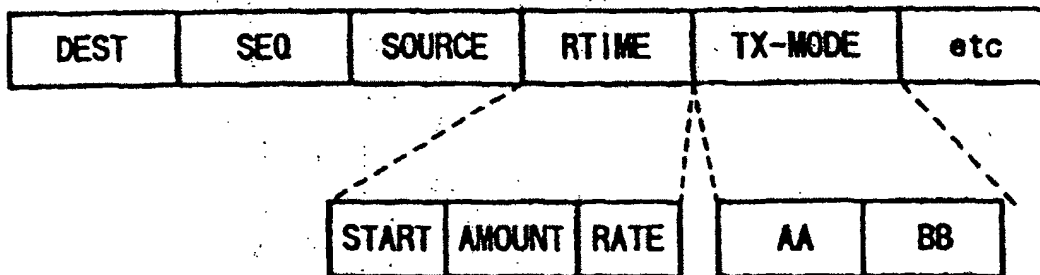 DEST SEQ SOURCE RTIME TX-MODE etc
START AMOUNT RATE AA BB